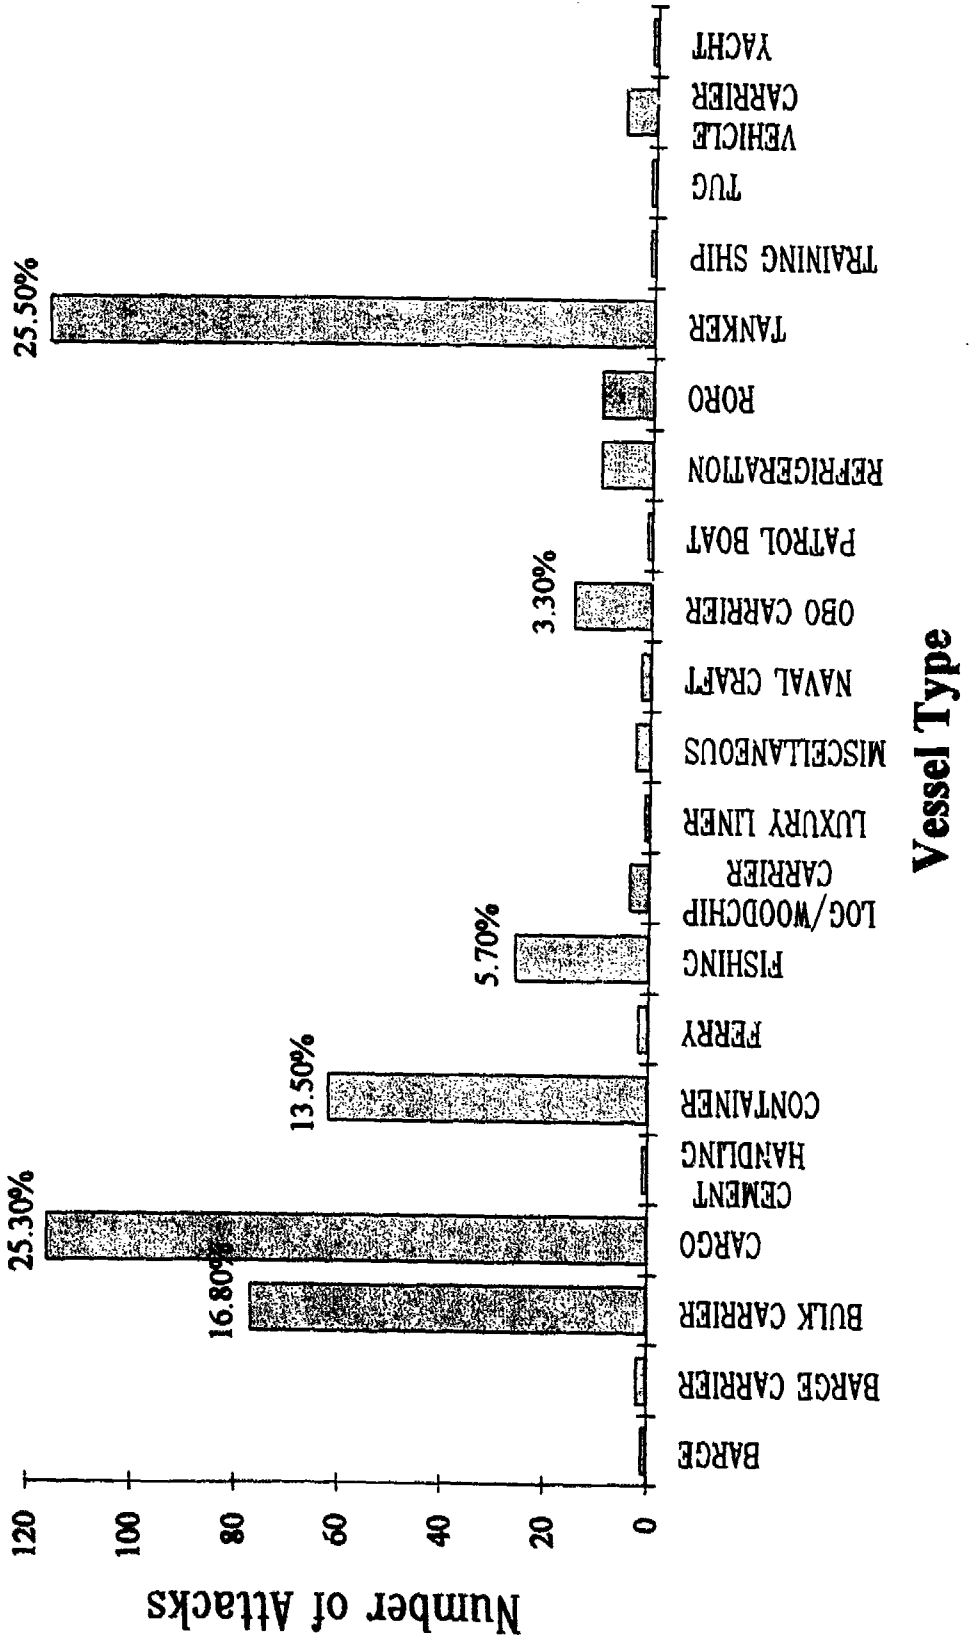 Number of Attacks
120
100
80
60
40
20
0
16.80%
25.30%
13.50%
5.70%
3.30%
25.50%
BARGE
BARGE CARRIER
BULK CARRIER
CARGO
CEMENT
HANDLING
CONTAINER
FERRY
FISHING
LOG/WOODCHIP
CARRIER
LUXURY LINER
MISCELLANEOUS
NAVAL CRAFT
OBO CARRIER
PATROL BOAT
REFRIGERATION
RORO
TANKER
TRAINING SHIP
TUG
VEHICLE
CARRIER
YACHT
Vessel Type